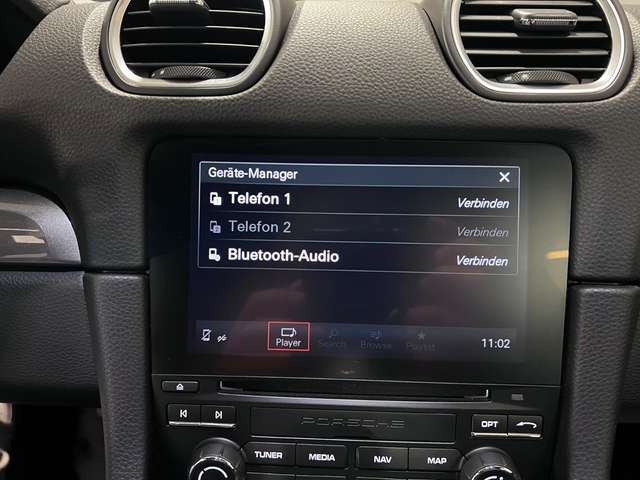 Geräte-Manager
Telefon 1 Verbinden
Telefon 2 Verbinden
Bluetooth-Audio Verbinden
Player Search Browse Playlist 11:02
PORSCHE OPT
TUNER MEDIA NAV MAP